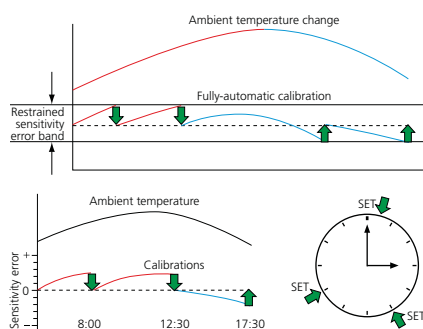 Ambient temperature change
Fully-automatic calibration
Restrained
sensitivity
error band
Ambient temperature
Calibrations
Sensitivity error
+
0
−
8:00
12:30
17:30
SET
SET
SET